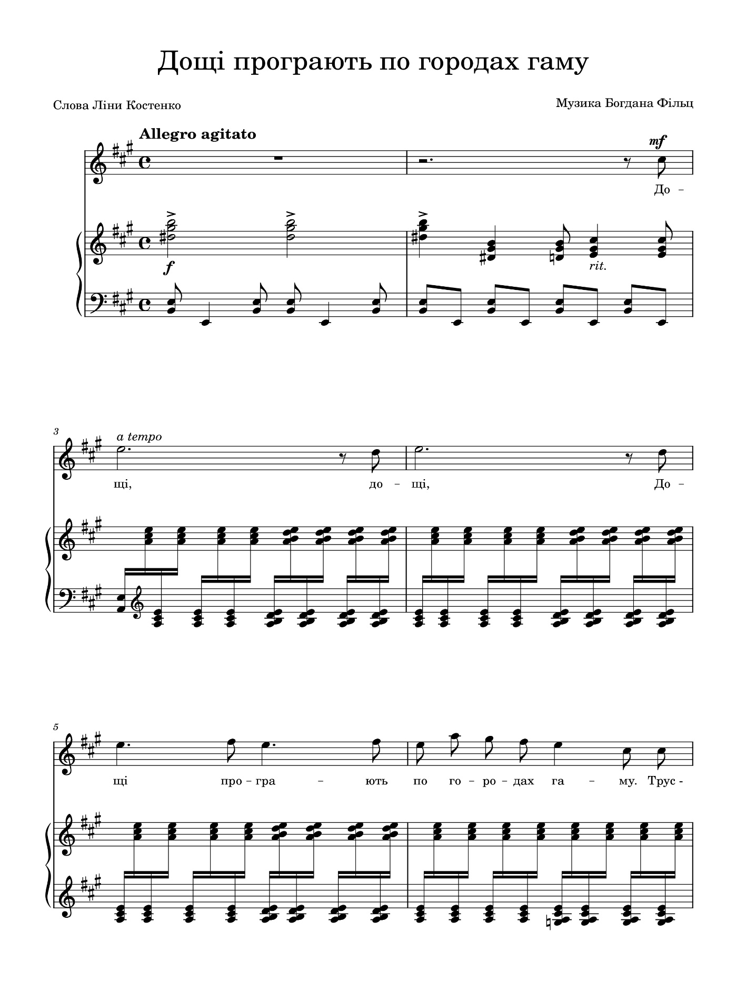 Дощі програють по городах гаму
Слова Ліни Костенко
Музика Богдана Фільц
Allegro agitato
mf
До –
f
rit.
3
a tempo
щі, до – щі, До –
5
щі про – гра – ють по го – ро – дах га – му. Трус -